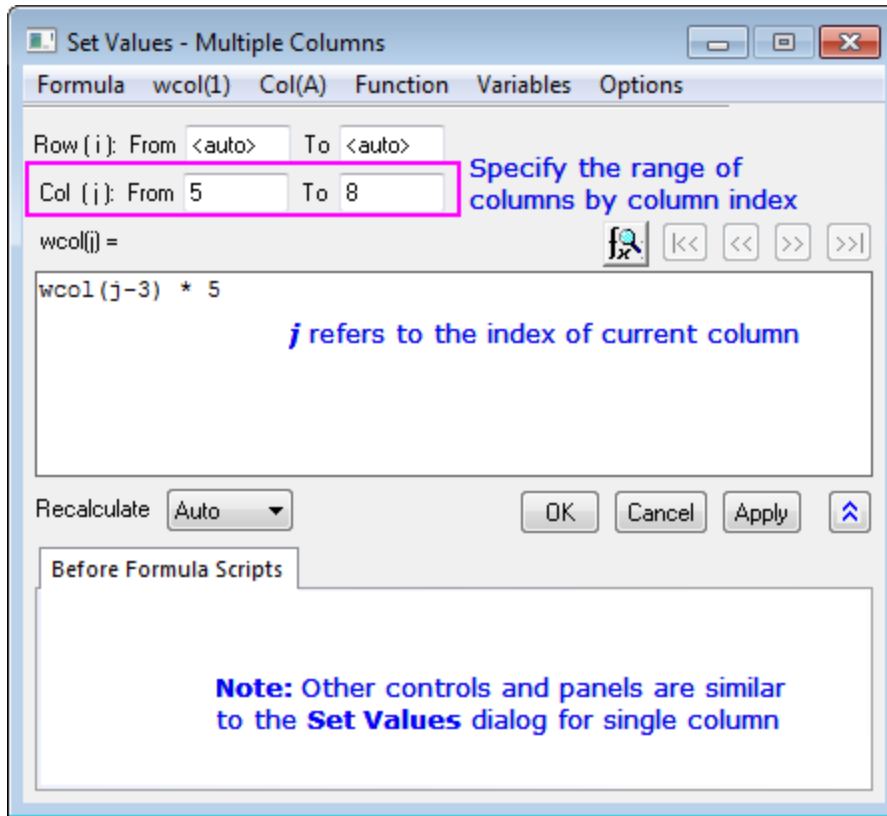 Set Values - Multiple Columns
Formula wcol(1) Col(A) Function Variables Options
Row ( i ): From <auto> To <auto>
Col ( j ): From 5 To 8
Specify the range of
columns by column index
wcol(j) =
|<< << >> >>|
wcol(j-3) * 5
j refers to the index of current column
Recalculate Auto OK Cancel Apply
Before Formula Scripts
Note: Other controls and panels are similar
to the Set Values dialog for single column